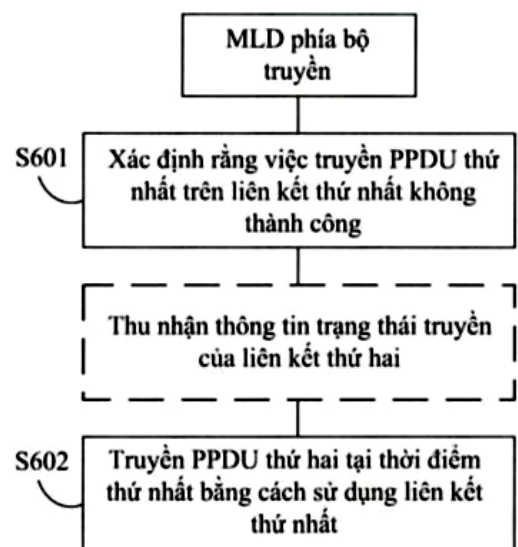 MLD phía bộ
truyền
S601
Xác định rằng việc truyền PPDU thứ
nhất trên liên kết thứ nhất không
thành công
Thu nhận thông tin trạng thái truyền
của liên kết thứ hai
S602
Truyền PPDU thứ hai tại thời điểm
thứ nhất bằng cách sử dụng liên kết
thứ nhất